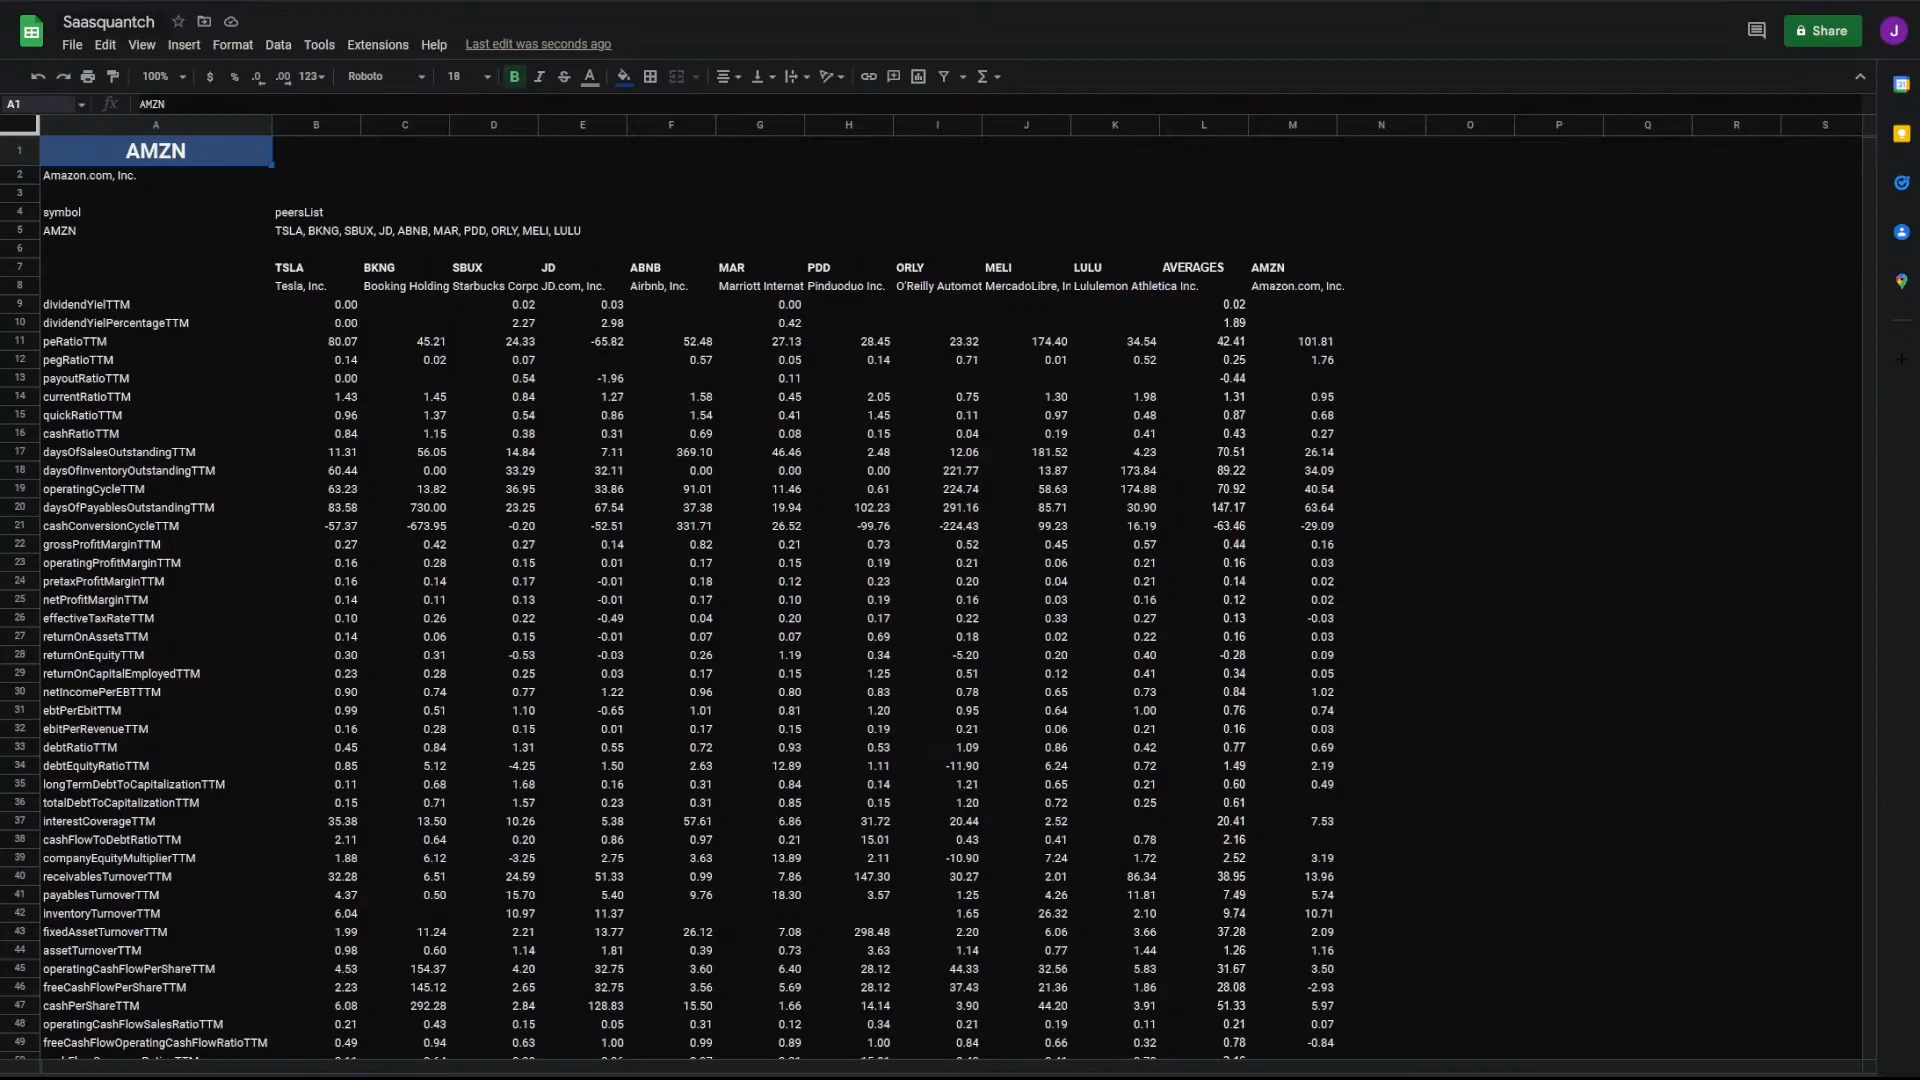 Saasquantch
File Edit View Insert Format Data Tools Extensions Help Last edit was seconds ago
Share
J
100% $ % .0 .00 123 Roboto 18 B I S A
A1 fx AMZN
A B C D E F G H I J K L M N O P Q R S
1 AMZN
2 Amazon.com, Inc.
3
4 symbol peersList
5 AMZN TSLA, BKNG, SBUX, JD, ABNB, MAR, PDD, ORLY, MELI, LULU
6
7 TSLA BKNG SBUX JD ABNB MAR PDD ORLY MELI LULU AVERAGES AMZN
8 Tesla, Inc. Booking Holding Starbucks Corpc JD.com, Inc. Airbnb, Inc. Marriott Internat Pinduoduo Inc. O'Reilly Automot MercadoLibre, In Lululemon Athletica Inc. Amazon.com, Inc.
9 dividendYielTTM 0.00 0.02 0.03 0.00 0.02
10 dividendYielPercentageTTM 0.00 2.27 2.98 0.42 1.89
11 peRatioTTM 80.07 45.21 24.33 -65.82 52.48 27.13 28.45 23.32 174.40 34.54 42.41 101.81
12 pegRatioTTM 0.14 0.02 0.07 0.57 0.05 0.14 0.71 0.01 0.52 0.25 1.76
13 payoutRatioTTM 0.00 0.54 -1.96 0.11 -0.44
14 currentRatioTTM 1.43 1.45 0.84 1.27 1.58 0.45 2.05 0.75 1.30 1.98 1.31 0.95
15 quickRatioTTM 0.96 1.37 0.54 0.86 1.54 0.41 1.45 0.11 0.97 0.48 0.87 0.68
16 cashRatioTTM 0.84 1.15 0.38 0.31 0.69 0.08 0.15 0.04 0.19 0.41 0.43 0.27
17 daysOfSalesOutstandingTTM 11.31 56.05 14.84 7.11 369.10 46.46 2.48 12.06 181.52 4.23 70.51 26.14
18 daysOfInventoryOutstandingTTM 60.44 0.00 33.29 32.11 0.00 0.00 0.00 221.77 13.87 173.84 89.22 34.09
19 operatingCycleTTM 63.23 13.82 36.95 33.86 91.01 11.46 0.61 224.74 58.63 174.88 70.92 40.54
20 daysOfPayablesOutstandingTTM 83.58 730.00 23.25 67.54 37.38 19.94 102.23 291.16 85.71 30.90 147.17 63.64
21 cashConversionCycleTTM -57.37 -673.95 -0.20 -52.51 331.71 26.52 -99.76 -224.43 99.23 16.19 -63.46 -29.09
22 grossProfitMarginTTM 0.27 0.42 0.27 0.14 0.82 0.21 0.73 0.52 0.45 0.57 0.44 0.16
23 operatingProfitMarginTTM 0.16 0.28 0.15 0.01 0.17 0.15 0.19 0.21 0.06 0.21 0.16 0.03
24 pretaxProfitMarginTTM 0.16 0.14 0.17 -0.01 0.18 0.12 0.23 0.20 0.04 0.21 0.14 0.02
25 netProfitMarginTTM 0.14 0.11 0.13 -0.01 0.17 0.10 0.19 0.16 0.03 0.16 0.12 0.02
26 effectiveTaxRateTTM 0.10 0.26 0.22 -0.49 0.04 0.20 0.17 0.22 0.33 0.27 0.13 -0.03
27 returnOnAssetsTTM 0.14 0.06 0.15 -0.01 0.07 0.07 0.69 0.18 0.02 0.22 0.16 0.03
28 returnOnEquityTTM 0.30 0.31 -0.53 -0.03 0.26 1.19 0.34 -5.20 0.20 0.40 -0.28 0.09
29 returnOnCapitalEmployedTTM 0.23 0.28 0.25 0.03 0.17 0.15 1.25 0.51 0.12 0.41 0.34 0.05
30 netIncomePerEBTTTM 0.90 0.74 0.77 1.22 0.96 0.80 0.83 0.78 0.65 0.73 0.84 1.02
31 ebtPerEbitTTM 0.99 0.51 1.10 -0.65 1.01 0.81 1.20 0.95 0.64 1.00 0.76 0.74
32 ebitPerRevenueTTM 0.16 0.28 0.15 0.01 0.17 0.15 0.19 0.21 0.06 0.21 0.16 0.03
33 debtRatioTTM 0.45 0.84 1.31 0.55 0.72 0.93 0.53 1.09 0.86 0.42 0.77 0.69
34 debtEquityRatioTTM 0.85 5.12 -4.25 1.50 2.63 12.89 1.11 -11.90 6.24 0.72 1.49 2.19
35 longTermDebtToCapitalizationTTM 0.11 0.68 1.68 0.16 0.31 0.84 0.14 1.21 0.65 0.21 0.60 0.49
36 totalDebtToCapitalizationTTM 0.15 0.71 1.57 0.23 0.31 0.85 0.15 1.20 0.72 0.25 0.61
37 interestCoverageTTM 35.38 13.50 10.26 5.38 57.61 6.86 31.72 20.44 2.52 20.41 7.53
38 cashFlowToDebtRatioTTM 2.11 0.64 0.20 0.86 0.97 0.21 15.01 0.43 0.41 0.78 2.16
39 companyEquityMultiplierTTM 1.88 6.12 -3.25 2.75 3.63 13.89 2.11 -10.90 7.24 1.72 2.52 3.19
40 receivablesTurnoverTTM 32.28 6.51 24.59 51.33 0.99 7.86 147.30 30.27 2.01 86.34 38.95 13.96
41 payablesTurnoverTTM 4.37 0.50 15.70 5.40 9.76 18.30 3.57 1.25 4.26 11.81 7.49 5.74
42 inventoryTurnoverTTM 6.04 10.97 11.37 1.65 26.32 2.10 9.74 10.71
43 fixedAssetTurnoverTTM 1.99 11.24 2.21 13.77 26.12 7.08 298.48 2.20 6.06 3.66 37.28 2.09
44 assetTurnoverTTM 0.98 0.60 1.14 1.81 0.39 0.73 3.63 1.14 0.77 1.44 1.26 1.16
45 operatingCashFlowPerShareTTM 4.53 154.37 4.20 32.75 3.60 6.40 28.12 44.33 32.56 5.83 31.67 3.50
46 freeCashFlowPerShareTTM 2.23 145.12 2.65 32.75 3.56 5.69 28.12 37.43 21.36 1.86 28.08 -2.93
47 cashPerShareTTM 6.08 292.28 2.84 128.83 15.50 1.66 14.14 3.90 44.20 3.91 51.33 5.97
48 operatingCashFlowSalesRatioTTM 0.21 0.43 0.15 0.05 0.31 0.12 0.34 0.21 0.19 0.11 0.21 0.07
49 freeCashFlowOperatingCashFlowRatioTTM 0.49 0.94 0.63 1.00 0.99 0.89 1.00 0.84 0.66 0.32 0.78 -0.84